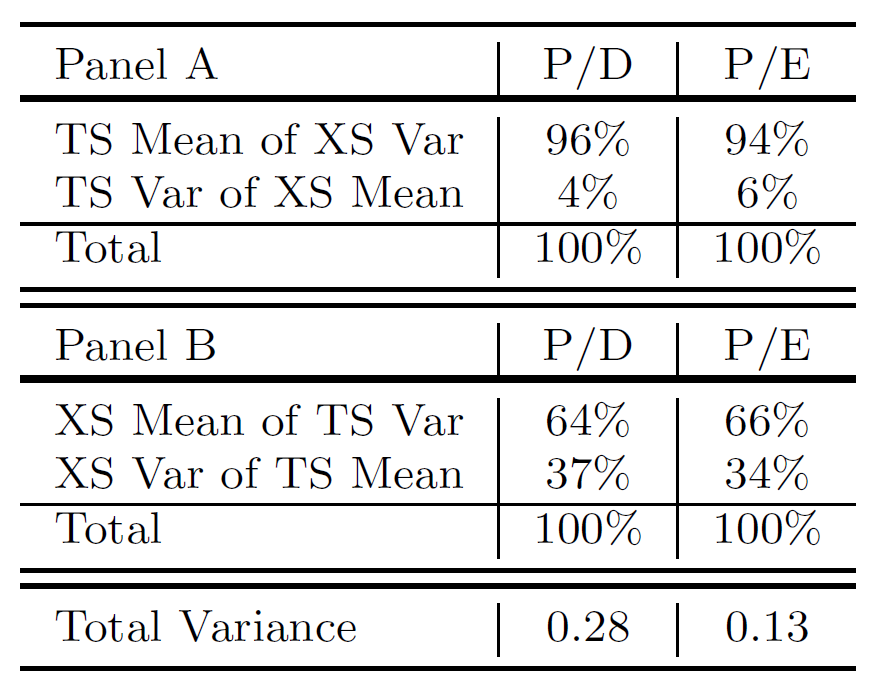 Panel A P/D P/E
TS Mean of XS Var 96% 94%
TS Var of XS Mean 4% 6%
Total 100% 100%
Panel B P/D P/E
XS Mean of TS Var 64% 66%
XS Var of TS Mean 37% 34%
Total 100% 100%
Total Variance 0.28 0.13